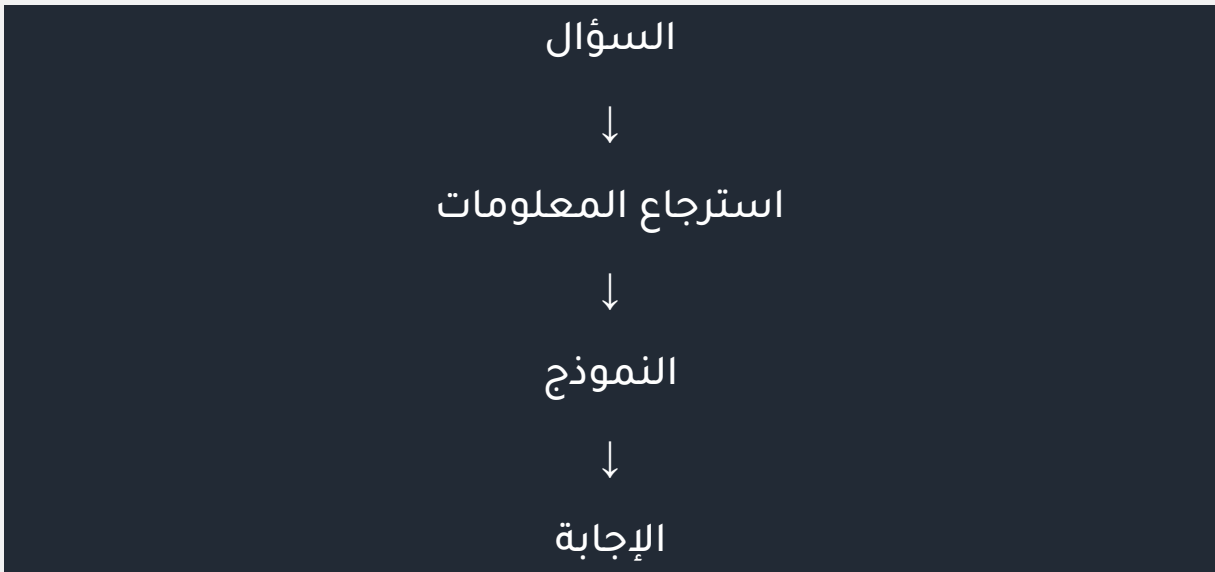 السؤال
↓
استرجاع المعلومات
↓
النموذج
↓
الإجابة